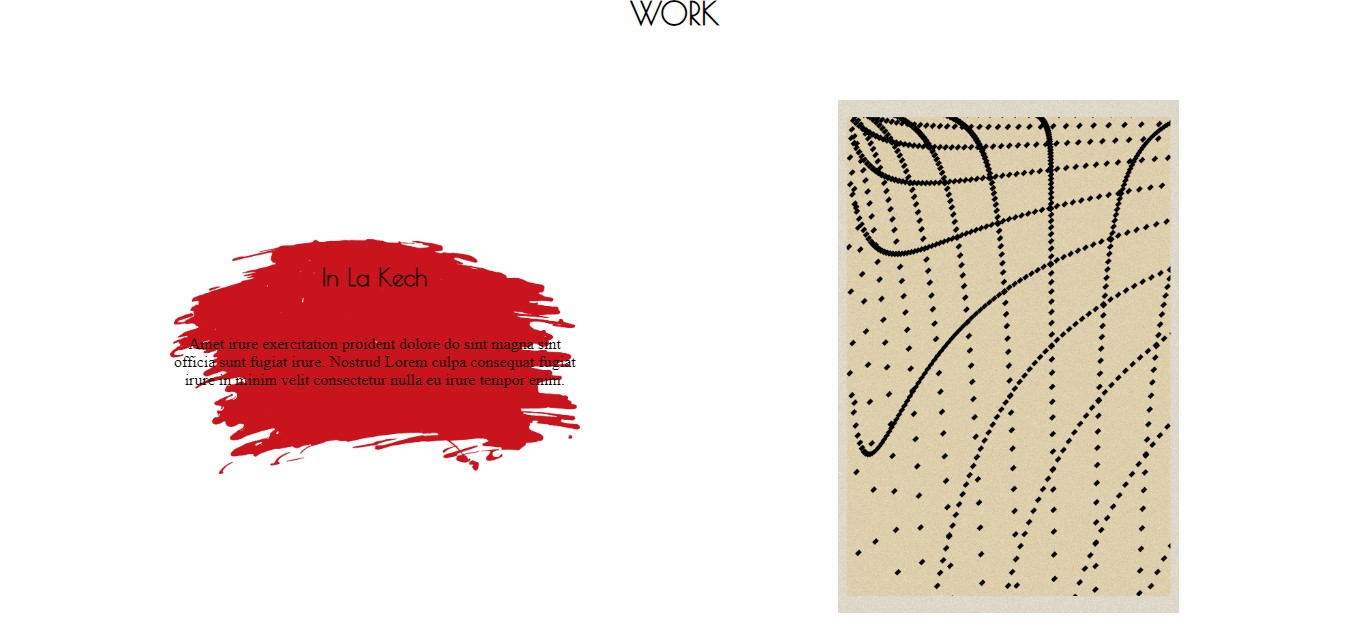 WORK
In La Kech
Amet irure exercitation proident dolore do sint magna sint
officia sunt fugiat irure. Nostrud Lorem culpa consequat fugiat
irure in minim velit consectetur nulla eu irure tempor enim.